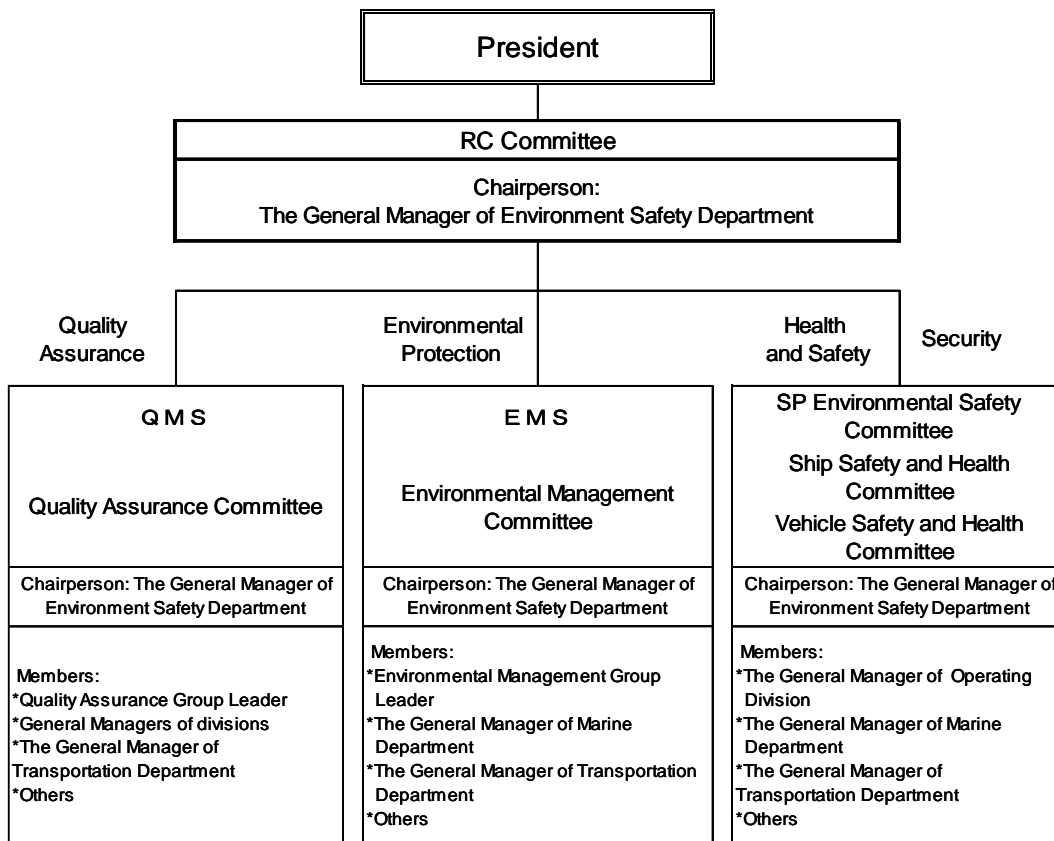 President
RC Committee
Chairperson:
The General Manager of Environment Safety Department
Quality
Assurance
Environmental
Protection
Health
and Safety
Security
Q M S
Quality Assurance Committee
Chairperson: The General Manager of
Environment Safety Department
Members:
*Quality Assurance Group Leader
*General Managers of divisions
*The General Manager of
Transportation Department
*Others
E M S
Environmental Management
Committee
Chairperson: The General Manager of
Environment Safety Department
Members:
*Environmental Management Group
Leader
*The General Manager of Marine
Department
*The General Manager of Transportation
Department
*Others
SP Environmental Safety
Committee
Ship Safety and Health
Committee
Vehicle Safety and Health
Committee
Chairperson: The General Manager of
Environment Safety Department
Members:
*The General Manager of Operating
Division
*The General Manager of Marine
Department
*The General Manager of
Transportation Department
*Others